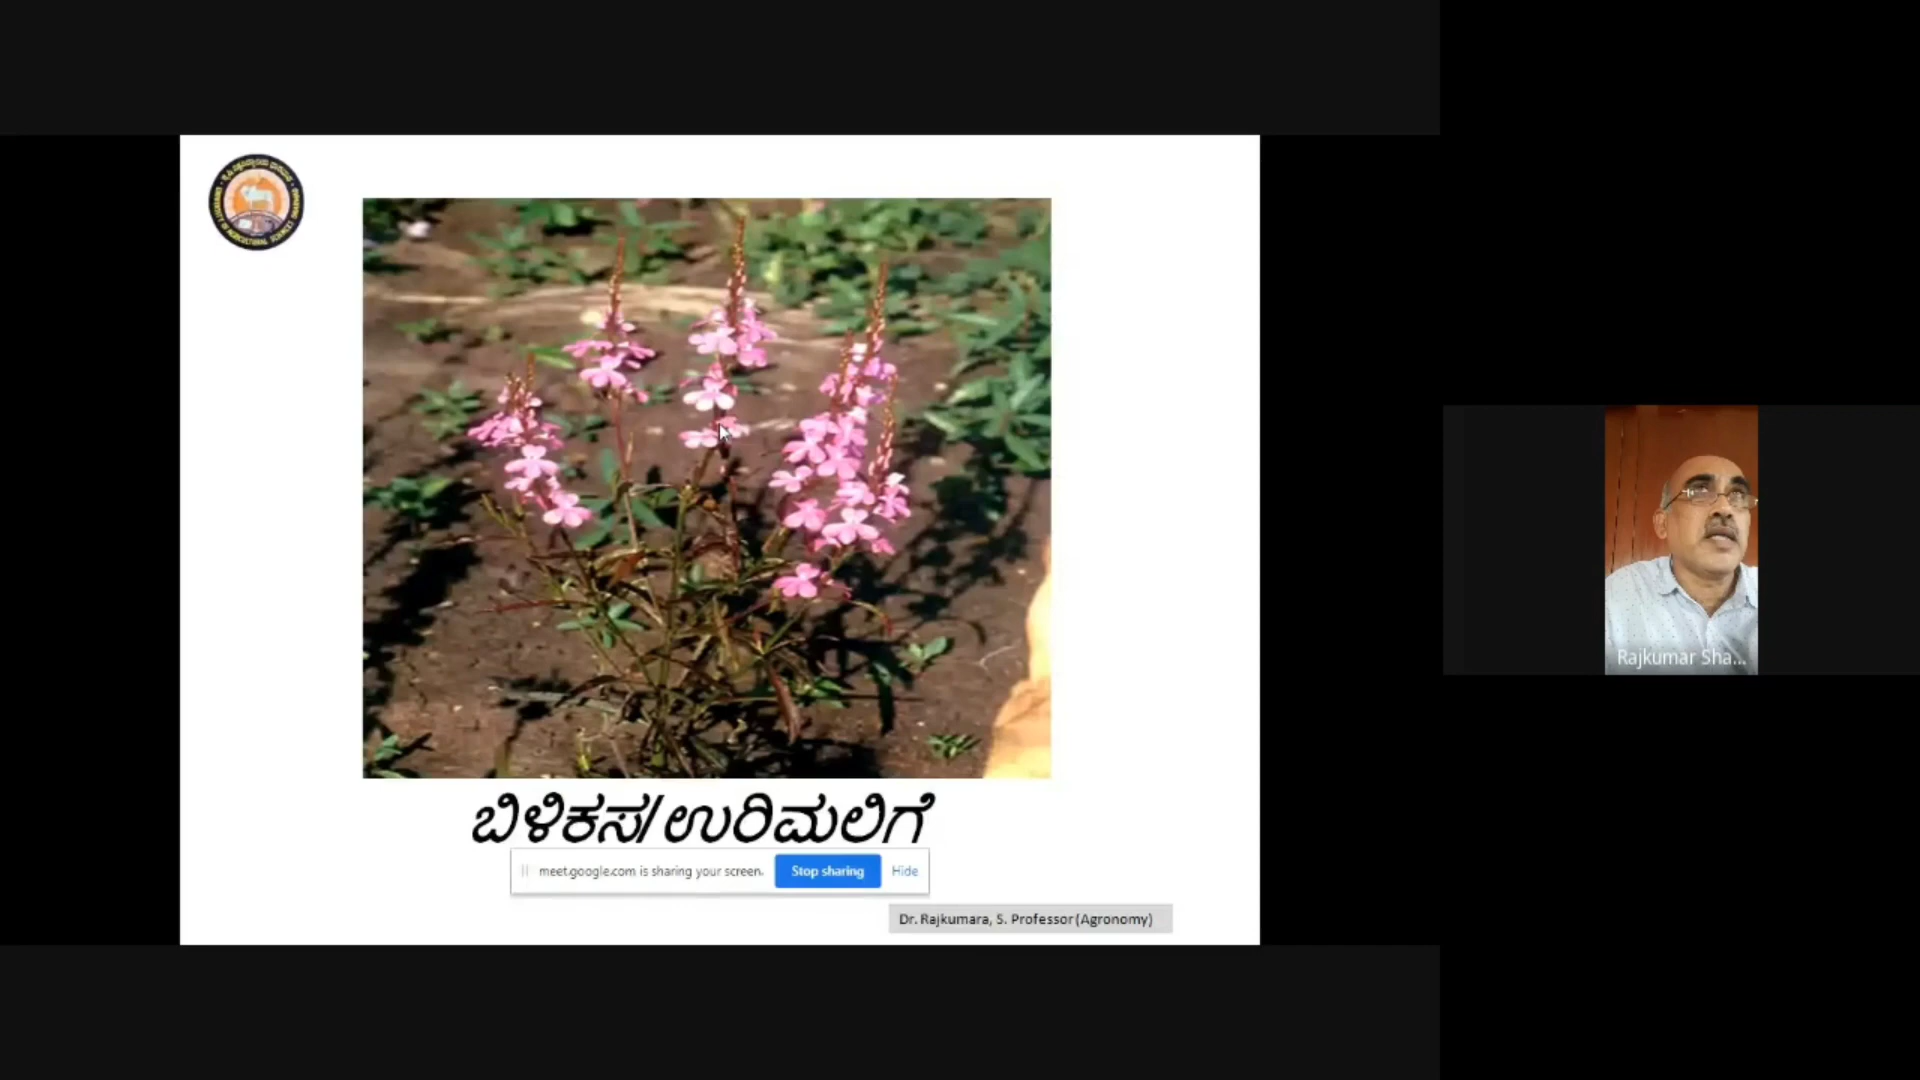 ಬಿಳಿಕಸ/ಉರಿಮಲಿಗೆ
meet.google.com is sharing your screen.
Stop sharing
Hide
Dr. Rajkumara, S. Professor(Agronomy)
Rajkumar Sha...